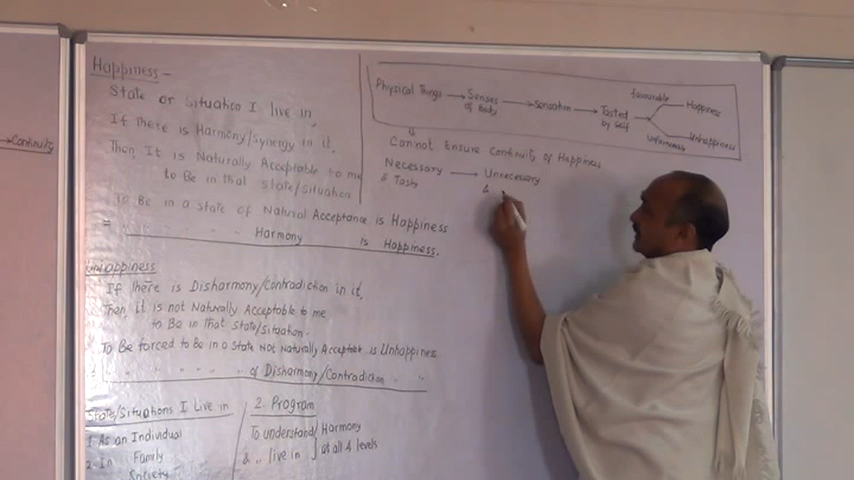 →Continuity
Happiness –
State or Situation I live in,
If there is Harmony/Synergy in it,
Then, It is Naturally Acceptable to me
to Be in that State/Situation
To Be in a state of Natural Acceptance is Happiness
= " " " " " Harmony is Happiness.
Unhappiness
If there is Disharmony/Contradiction in it,
Then, it is not Naturally Acceptable to me
to Be in that State/Situation.
To Be forced to Be in a State Not Naturally Acceptable is Unhappiness
" " " " " " of Disharmony/Contradiction " "
State/Situations I Live in
1. As an Individual
2. In Family
Society
2. Program
To understand Harmony
& " live in at all 4 levels
Physical Things → Senses of Body → Sensation → Tasted by Self →
favourable — Happiness
Unhappiness
Cannot Ensure Continuity of Happiness
Necessary → Unnecessary
& Tasty &